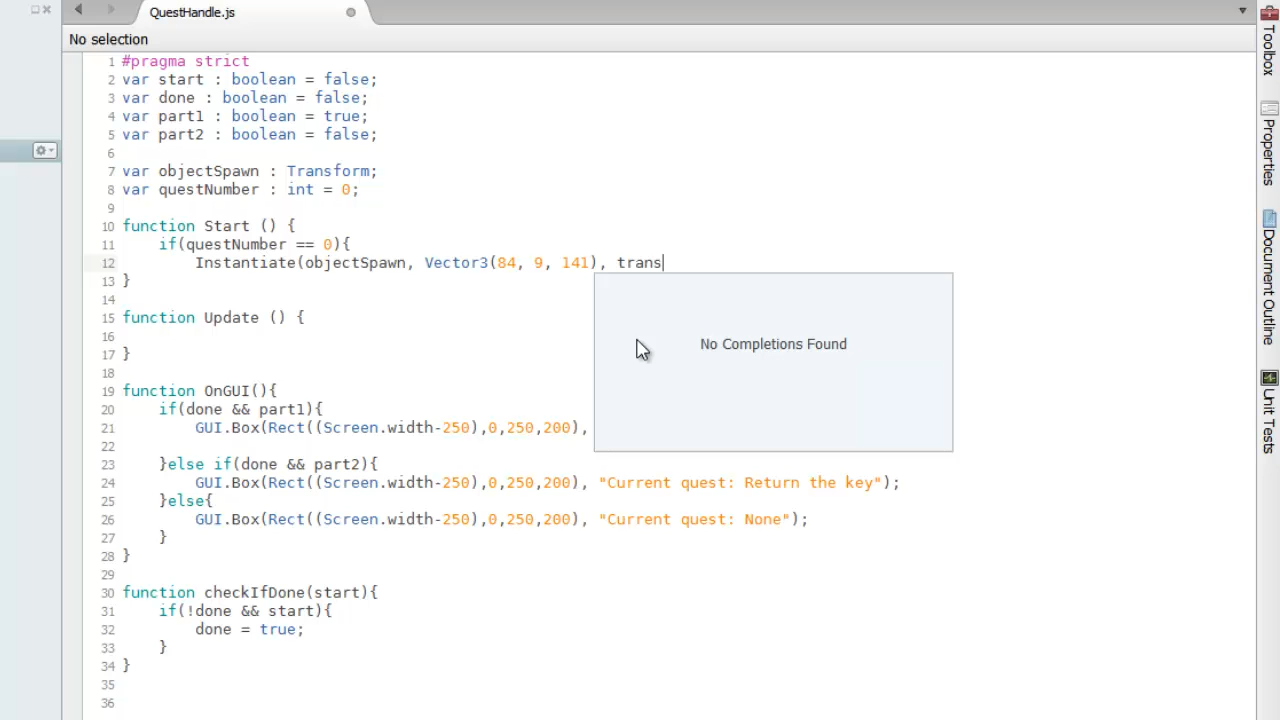 QuestHandle.js
No selection
1 #pragma strict
2 var start : boolean = false;
3 var done : boolean = false;
4 var part1 : boolean = true;
5 var part2 : boolean = false;
6
7 var objectSpawn : Transform;
8 var questNumber : int = 0;
9
10 function Start () {
11 if(questNumber == 0){
12 Instantiate(objectSpawn, Vector3(84, 9, 141), trans
13 }
14
15 function Update () {
16
17 }
18
19 function OnGUI(){
20 if(done && part1){
21 GUI.Box(Rect((Screen.width-250),0,250,200),
22
23 }else if(done && part2){
24 GUI.Box(Rect((Screen.width-250),0,250,200), "Current quest: Return the key");
25 }else{
26 GUI.Box(Rect((Screen.width-250),0,250,200), "Current quest: None");
27 }
28 }
29
30 function checkIfDone(start){
31 if(!done && start){
32 done = true;
33 }
34 }
35
36
No Completions Found
Toolbox
Properties
Document Outline
Unit Tests